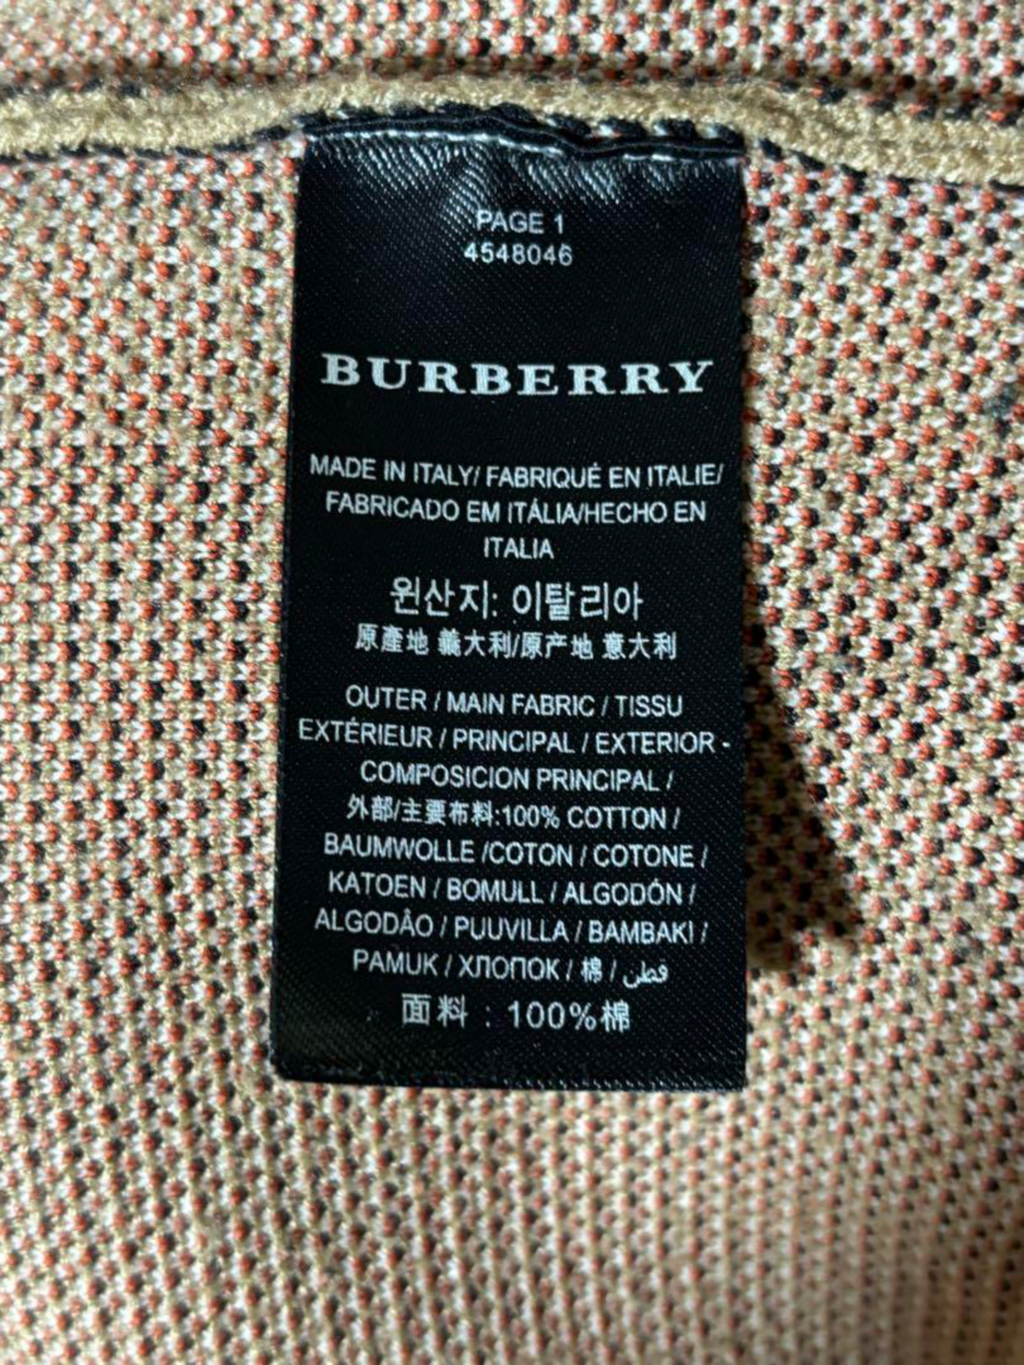 PAGE 1
4548046
BURBERRY
MADE IN ITALY/ FABRIQUÉ EN ITALIE/
FABRICADO EM ITÁLIA/HECHO EN
ITALIA
원산지: 이탈리아
原產地 義大利/原产地 意大利
OUTER / MAIN FABRIC / TISSU
EXTÉRIEUR / PRINCIPAL / EXTERIOR -
COMPOSICION PRINCIPAL /
外部/主要布料:100% COTTON /
BAUMWOLLE /COTON / COTONE /
KATOEN / BOMULL / ALGODÓN /
ALGODÂO / PUUVILLA / BAMBAKI /
PAMUK / ХЛОПОК / 棉 / قطن
面料 : 100%棉